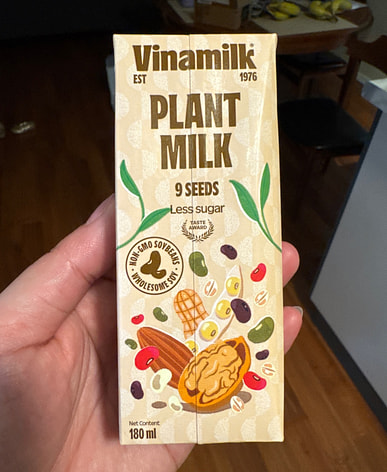 Vinamilk
EST 1976
PLANT
MILK
9 SEEDS
Less sugar
TASTE
AWARD
NON-GMO SOYBEANS
WHOLESOME SOY
Net Content:
180 ml